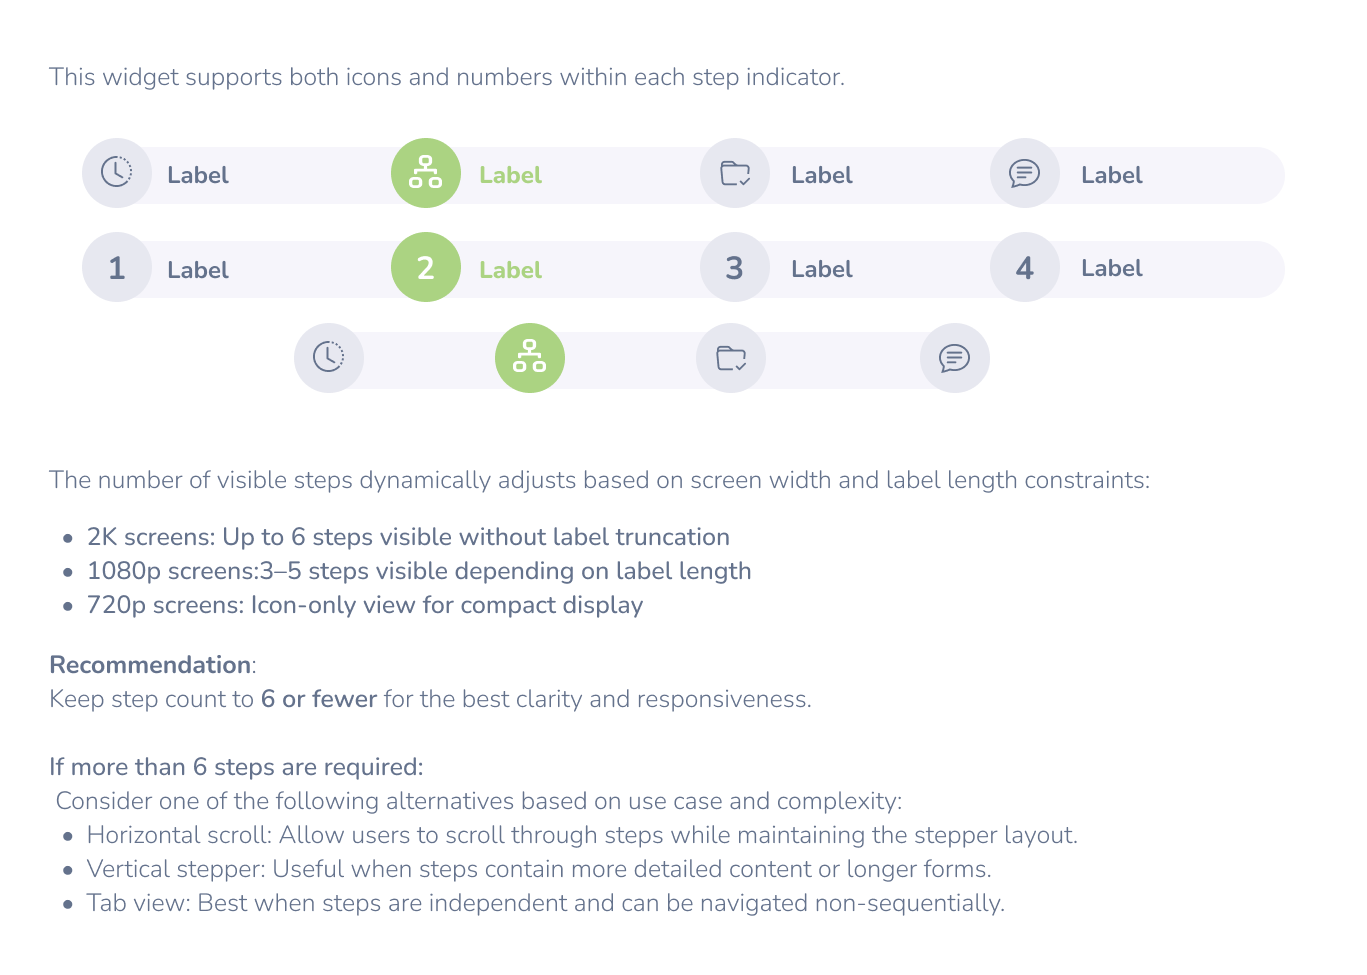 This widget supports both icons and numbers within each step indicator.
Label Label Label Label
1 Label 2 Label 3 Label 4 Label
The number of visible steps dynamically adjusts based on screen width and label length constraints:
• 2K screens: Up to 6 steps visible without label truncation
• 1080p screens:3–5 steps visible depending on label length
• 720p screens: Icon-only view for compact display
Recommendation:
Keep step count to 6 or fewer for the best clarity and responsiveness.
If more than 6 steps are required:
Consider one of the following alternatives based on use case and complexity:
• Horizontal scroll: Allow users to scroll through steps while maintaining the stepper layout.
• Vertical stepper: Useful when steps contain more detailed content or longer forms.
• Tab view: Best when steps are independent and can be navigated non-sequentially.